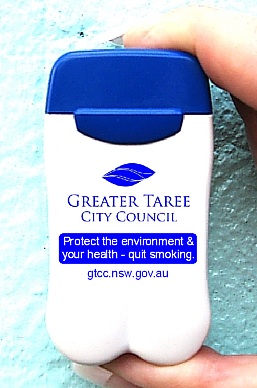 GREATER TAREE
CITY COUNCIL
Protect the environment &
your health - quit smoking.
gtcc.nsw.gov.au